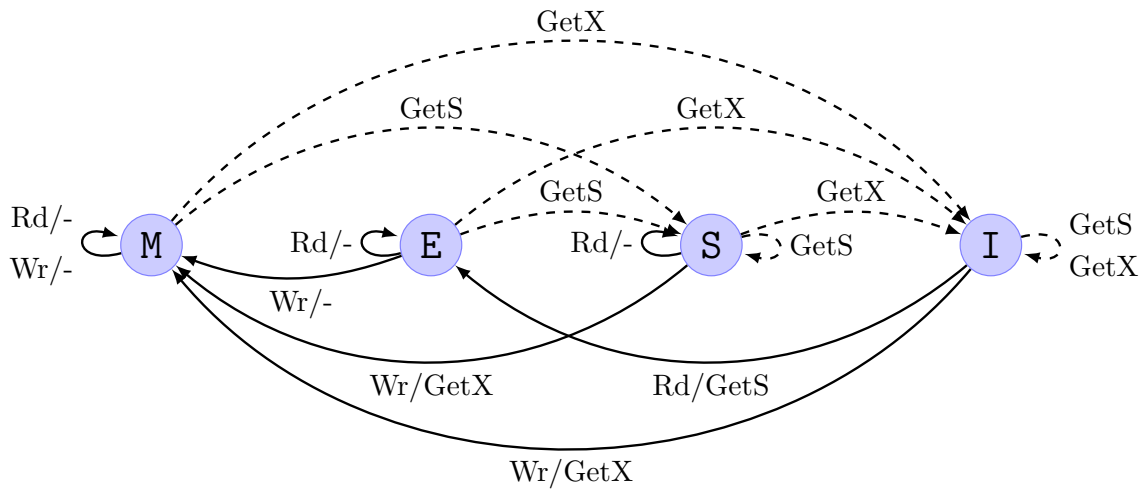 GetX
GetS
GetX
GetS
GetX
Rd/-
Wr/-
M
Rd/-
E
Rd/-
S
GetS
I
GetS
GetX
Wr/-
Wr/GetX
Rd/GetS
Wr/GetX